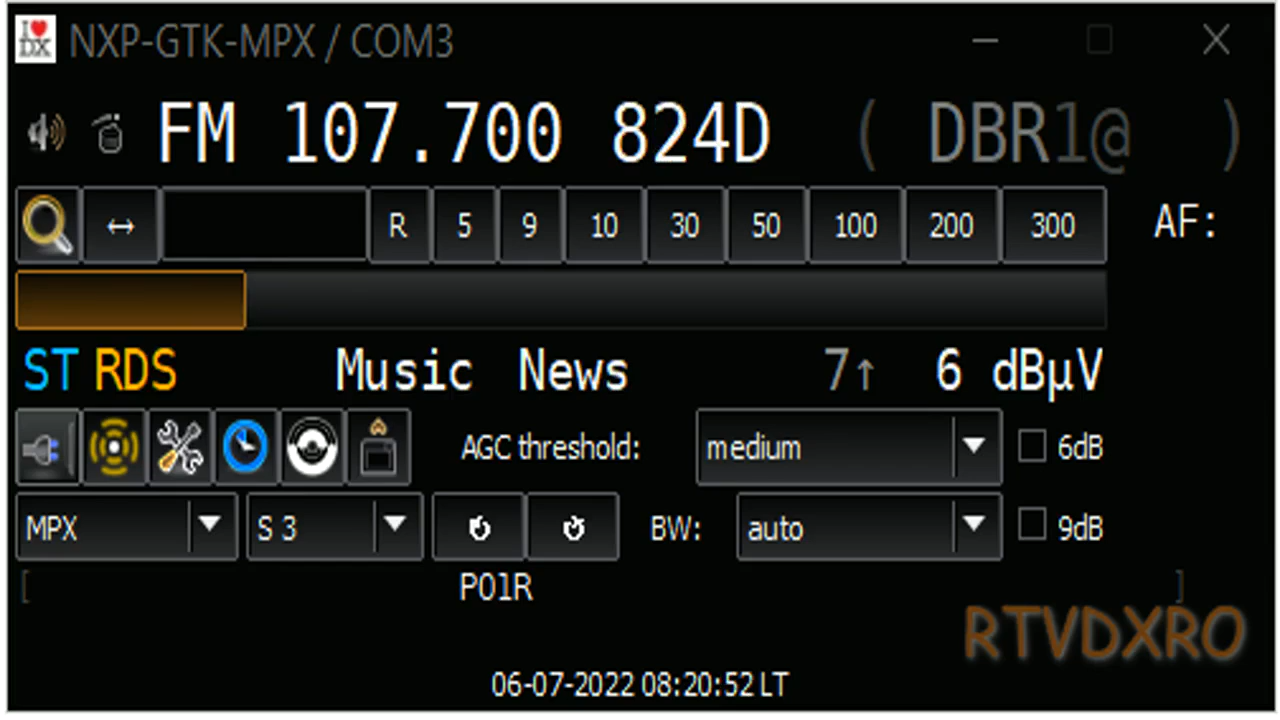 I ❤ DX NXP-GTK-MPX / COM3
FM 107.700 824D ( DBR1@ )
↔ R 5 9 10 30 50 100 200 300 AF:
ST RDS Music News 7↑ 6 dBµV
AGC threshold: medium 6dB
MPX S 3 BW: auto 9dB
[ P01R ]
RTVDXRO
06-07-2022 08:20:52 LT